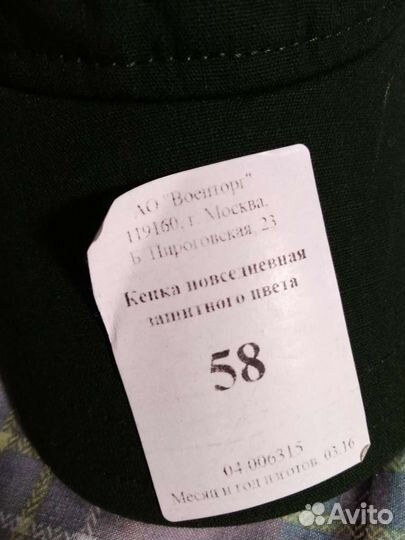 АО "Военторг"
119160, г. Москва,
Б. Пироговская, 23
Кепка повседневная
защитного цвета
58
04 006315
Месяц и год изготов. 03.16
Avito